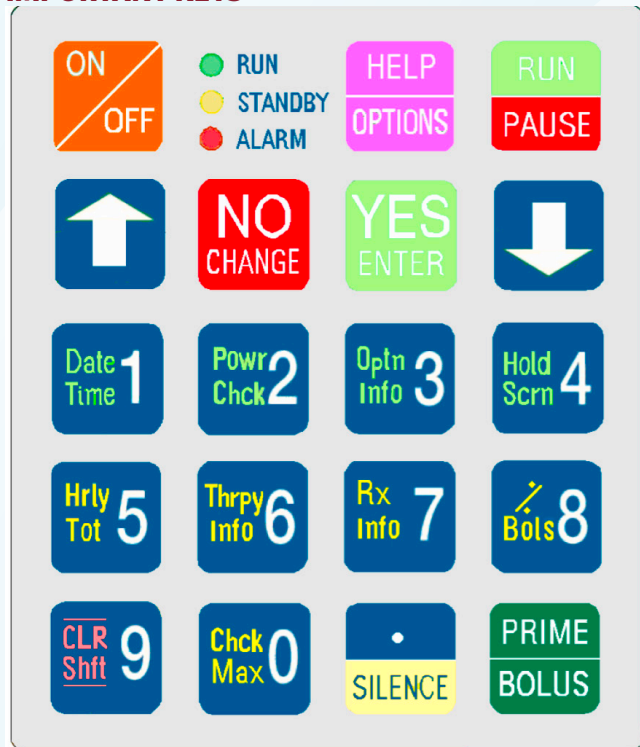 IMPORTANT KEYS
ON
OFF
RUN
STANDBY
ALARM
HELP
OPTIONS
RUN
PAUSE
NO
CHANGE
YES
ENTER
Date
Time
1
Powr
Chck
2
Optn
Info
3
Hold
Scrn
4
Hrly
Tot
5
Thrpy
Info
6
Rx
Info
7
Bols
8
CLR
Shft
9
Chck
Max
0
.
SILENCE
PRIME
BOLUS